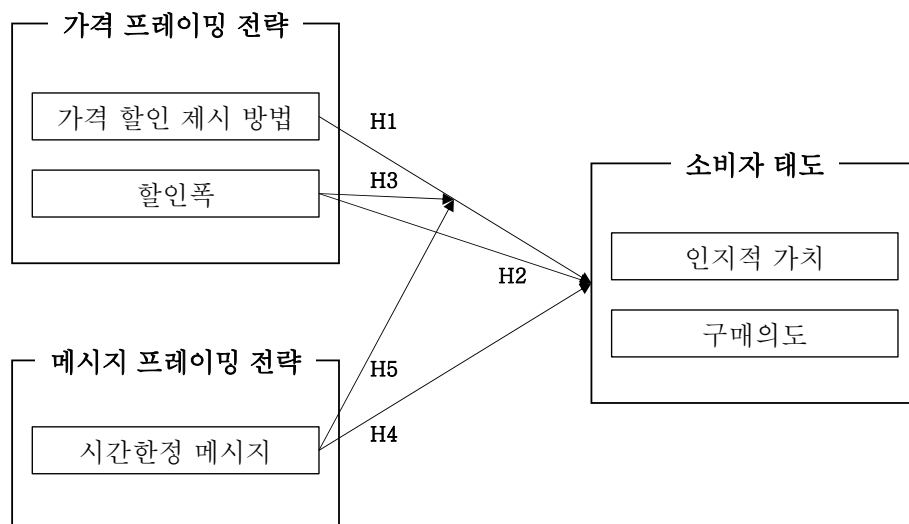 가격 프레이밍 전략
가격 할인 제시 방법
할인폭
H1
H3
H2
소비자 태도
인지적 가치
구매의도
메시지 프레이밍 전략
시간한정 메시지
H5
H4